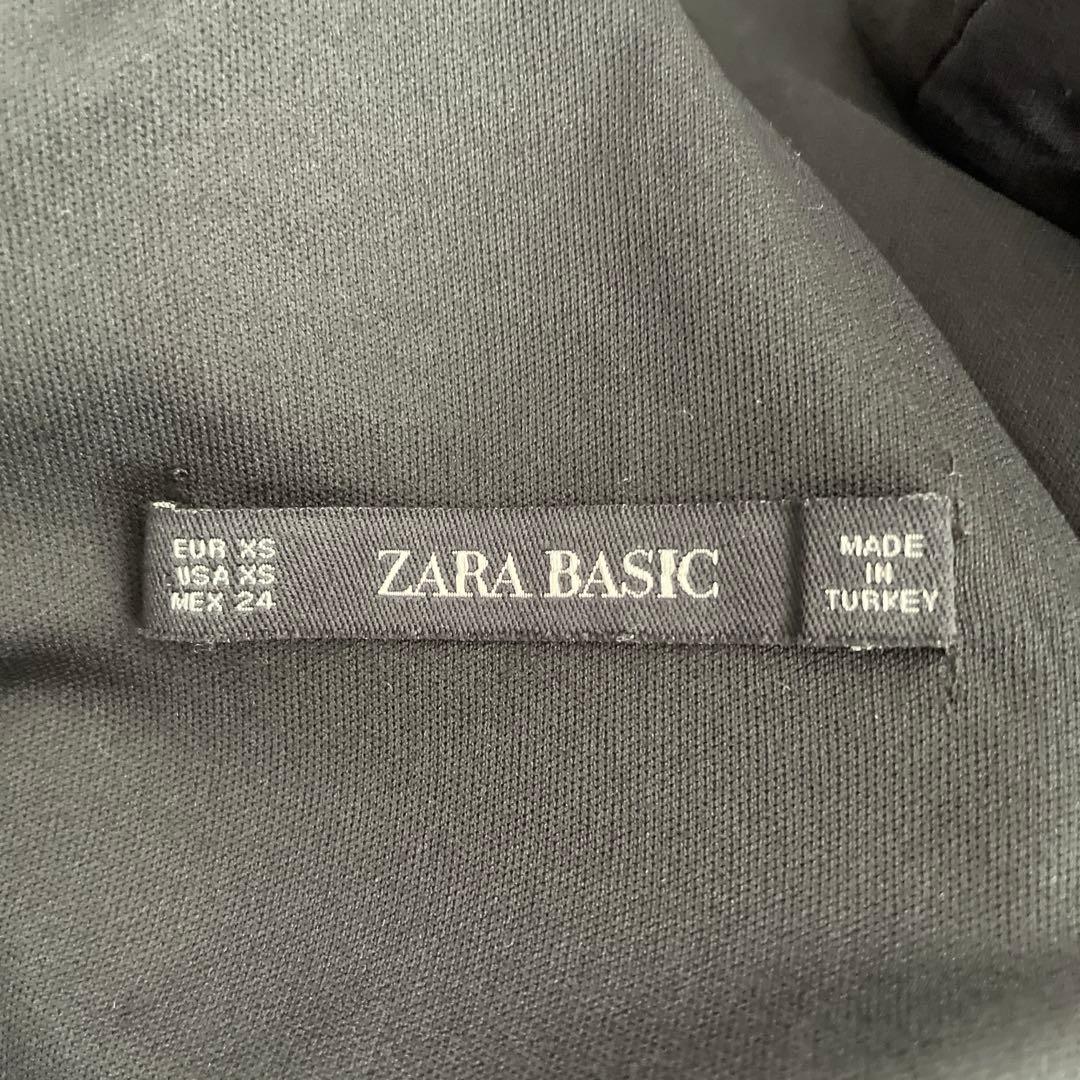 EUR XS
USA XS
MEX 24
ZARA BASIC
MADE
IN
TURKEY